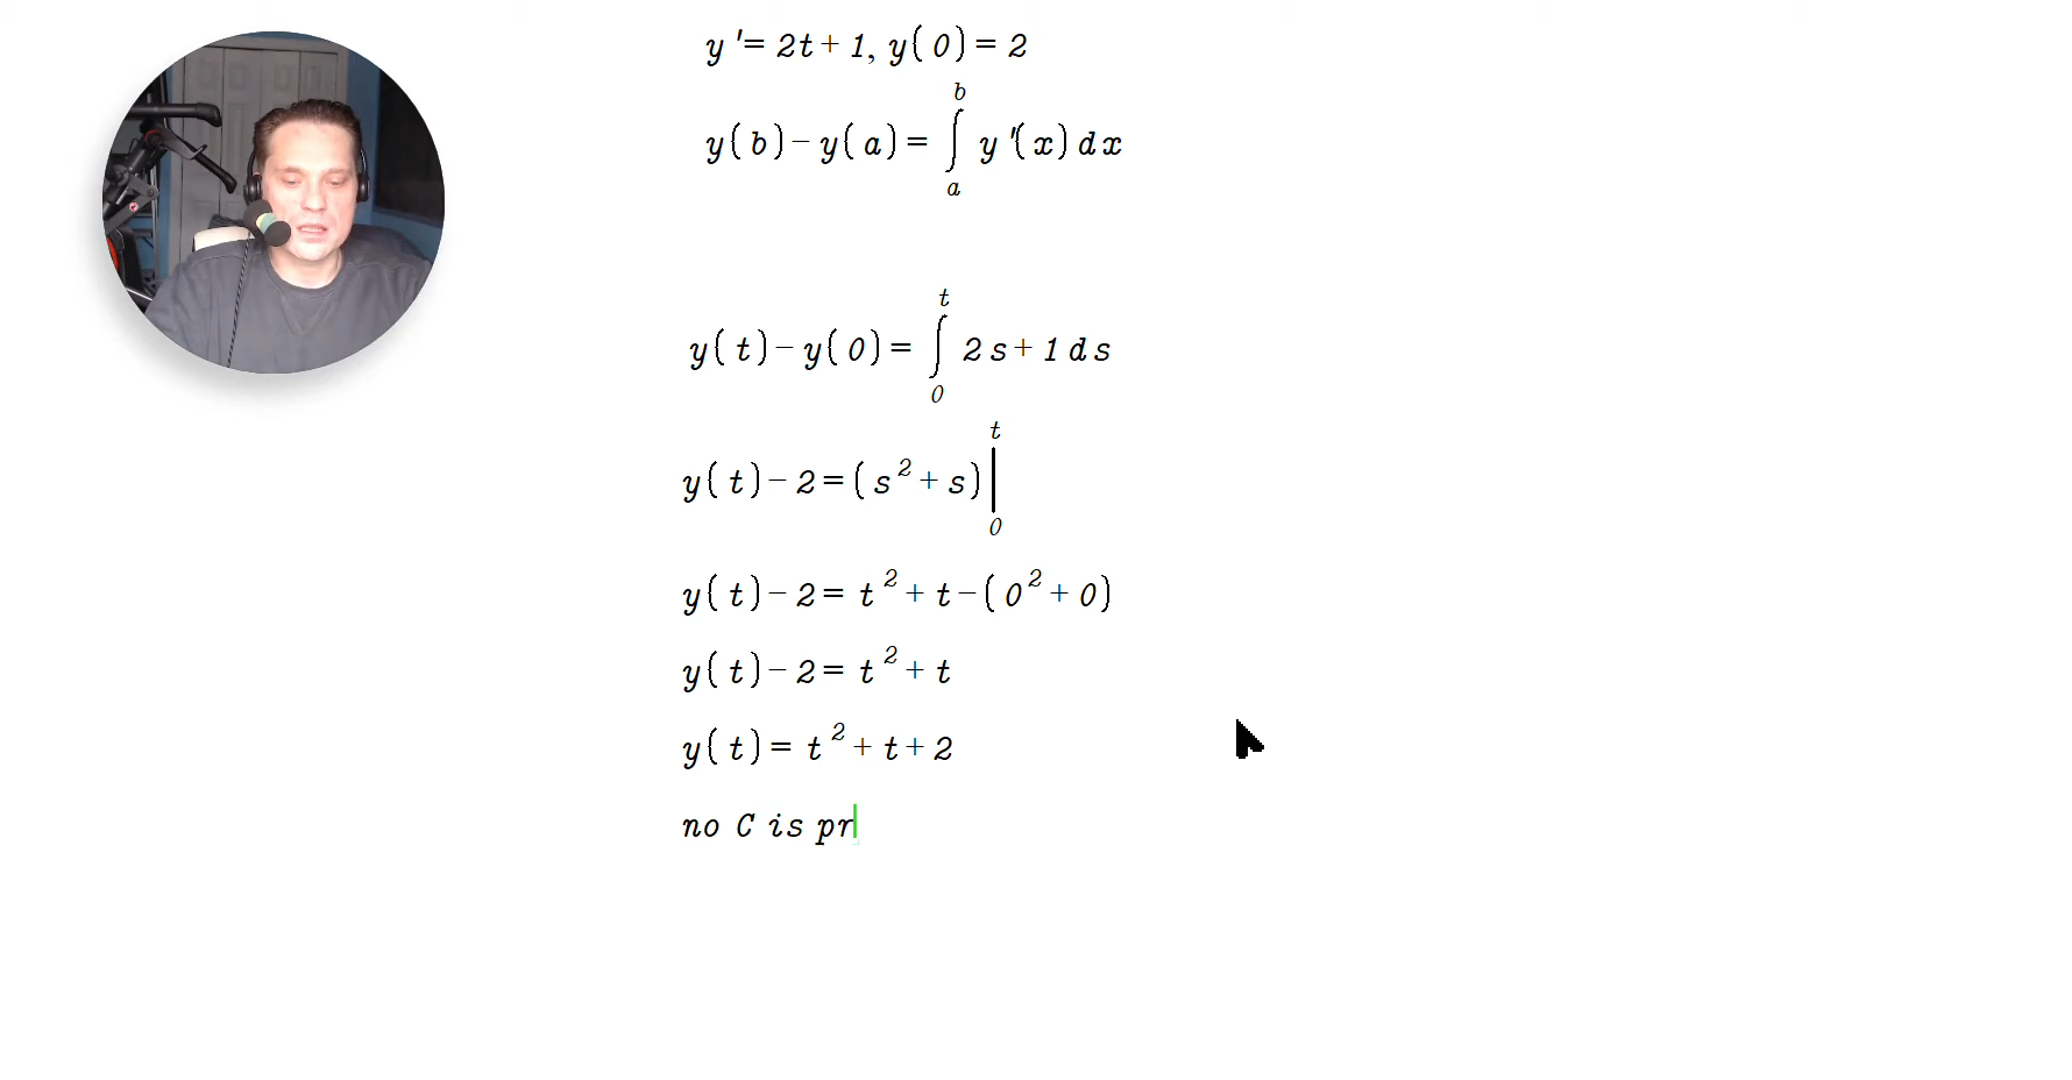 y'= 2t + 1, y(0) = 2
y(b) − y(a) = ∫_a^b y'(x) dx
y(t) − y(0) = ∫_0^t 2s + 1 ds
y(t) − 2 = (s² + s)|_0^t
y(t) − 2 = t² + t − (0² + 0)
y(t) − 2 = t² + t
y(t) = t² + t + 2
no C is pr